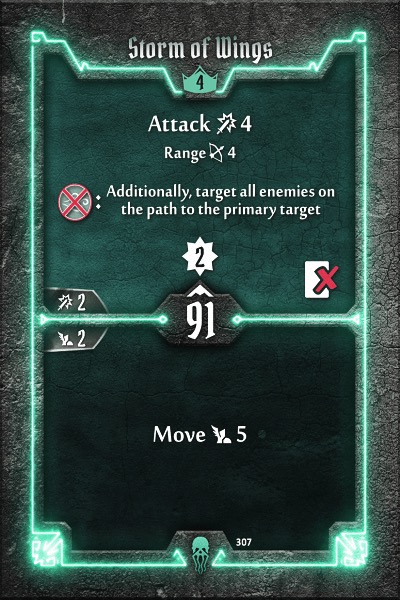 Storm of Wings
4
Attack 4
Range 4
: Additionally, target all enemies on
the path to the primary target
2
2
91
2
Move 5
307